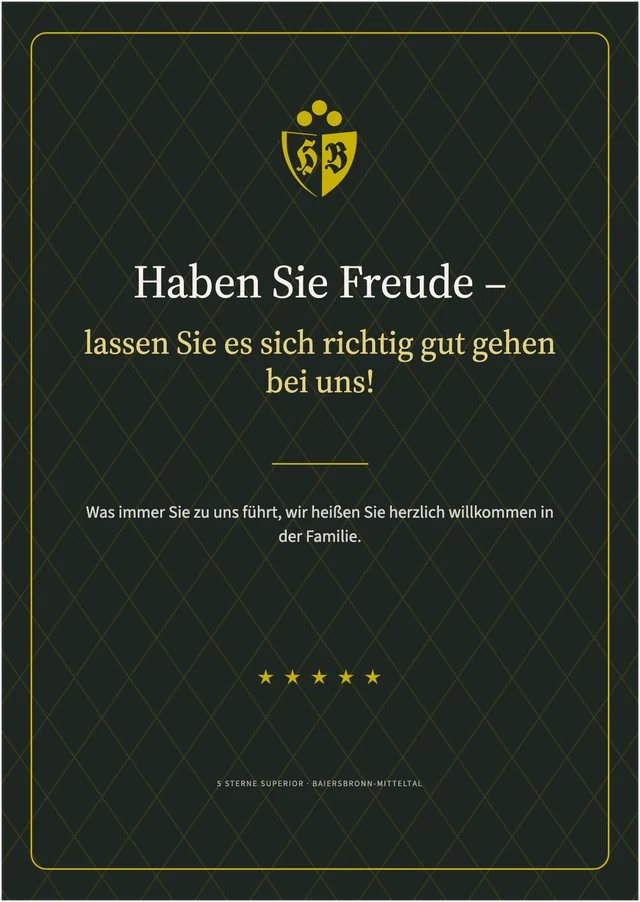 H B
Haben Sie Freude –
lassen Sie es sich richtig gut gehen
bei uns!
Was immer Sie zu uns führt, wir heißen Sie herzlich willkommen in
der Familie.
5 STERNE SUPERIOR · BAIERSBRONN-MITTELTAL